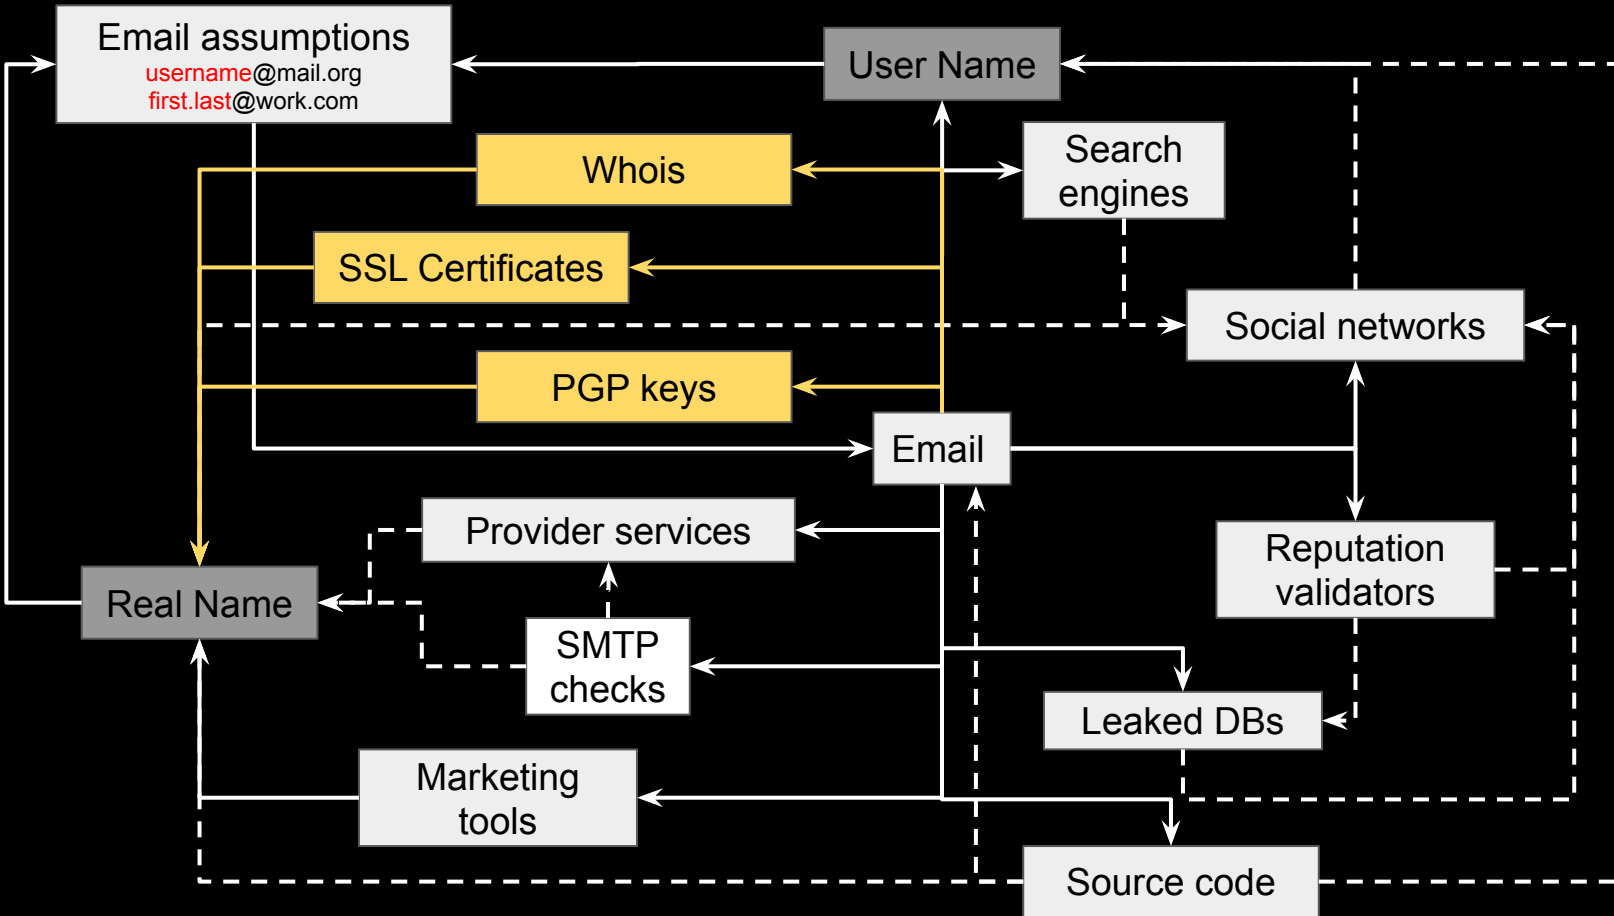 Email assumptions
username@mail.org
first.last@work.com
User Name
Whois
Search
engines
SSL Certificates
Social networks
PGP keys
Email
Provider services
Reputation
validators
Real Name
SMTP
checks
Leaked DBs
Marketing
tools
Source code